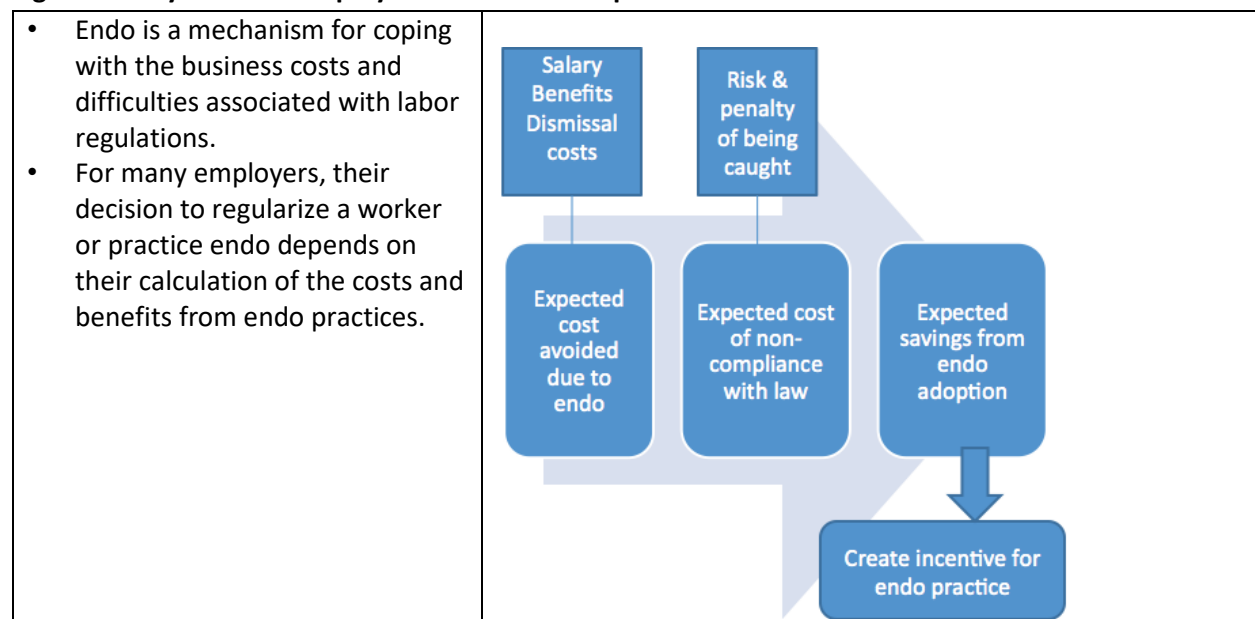 • Endo is a mechanism for coping
with the business costs and
difficulties associated with labor
regulations.
• For many employers, their
decision to regularize a worker
or practice endo depends on
their calculation of the costs and
benefits from endo practices.
Salary
Benefits
Dismissal
costs
Risk &
penalty
of being
caught
Expected
cost
avoided
due to
endo
Expected cost
of non-
compliance
with law
Expected
savings from
endo
adoption
Create incentive for
endo practice